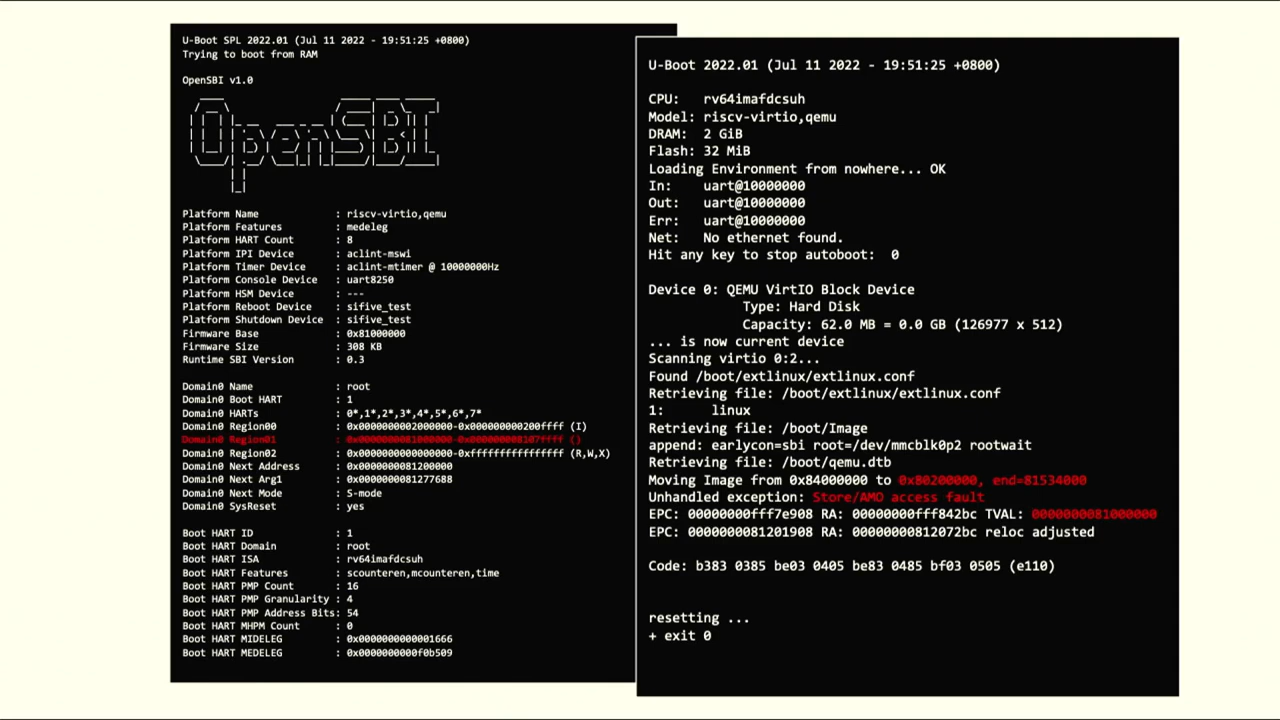 U-Boot SPL 2022.01 (Jul 11 2022 - 19:51:25 +0800)
Trying to boot from RAM
OpenSBI v1.0
OpenSBI
Platform Name : riscv-virtio,qemu
Platform Features : medeleg
Platform HART Count : 8
Platform IPI Device : aclint-mswi
Platform Timer Device : aclint-mtimer @ 10000000Hz
Platform Console Device : uart8250
Platform HSM Device : ---
Platform Reboot Device : sifive_test
Platform Shutdown Device : sifive_test
Firmware Base : 0x81000000
Firmware Size : 308 KB
Runtime SBI Version : 0.3
Domain0 Name : root
Domain0 Boot HART : 1
Domain0 HARTs : 0*,1*,2*,3*,4*,5*,6*,7*
Domain0 Region00 : 0x0000000002000000-0x000000000200ffff (I)
Domain0 Region01 : 0x0000000081000000-0x000000008107ffff ()
Domain0 Region02 : 0x0000000000000000-0xffffffffffffffff (R,W,X)
Domain0 Next Address : 0x0000000081200000
Domain0 Next Arg1 : 0x0000000081277688
Domain0 Next Mode : S-mode
Domain0 SysReset : yes
Boot HART ID : 1
Boot HART Domain : root
Boot HART ISA : rv64imafdcsuh
Boot HART Features : scounteren,mcounteren,time
Boot HART PMP Count : 16
Boot HART PMP Granularity : 4
Boot HART PMP Address Bits: 54
Boot HART MHPM Count : 0
Boot HART MIDELEG : 0x0000000000001666
Boot HART MEDELEG : 0x0000000000f0b509
U-Boot 2022.01 (Jul 11 2022 - 19:51:25 +0800)
CPU: rv64imafdcsuh
Model: riscv-virtio,qemu
DRAM: 2 GiB
Flash: 32 MiB
Loading Environment from nowhere... OK
In: uart@10000000
Out: uart@10000000
Err: uart@10000000
Net: No ethernet found.
Hit any key to stop autoboot: 0
Device 0: QEMU VirtIO Block Device
Type: Hard Disk
Capacity: 62.0 MB = 0.0 GB (126977 x 512)
... is now current device
Scanning virtio 0:2...
Found /boot/extlinux/extlinux.conf
Retrieving file: /boot/extlinux/extlinux.conf
1: linux
Retrieving file: /boot/Image
append: earlycon=sbi root=/dev/mmcblk0p2 rootwait
Retrieving file: /boot/qemu.dtb
Moving Image from 0x84000000 to 0x80200000, end=81534000
Unhandled exception: Store/AMO access fault
EPC: 00000000fff7e908 RA: 00000000fff842bc TVAL: 0000000081000000
EPC: 0000000081201908 RA: 00000000812072bc reloc adjusted
Code: b383 0385 be03 0405 be83 0485 bf03 0505 (e110)
resetting ...
+ exit 0